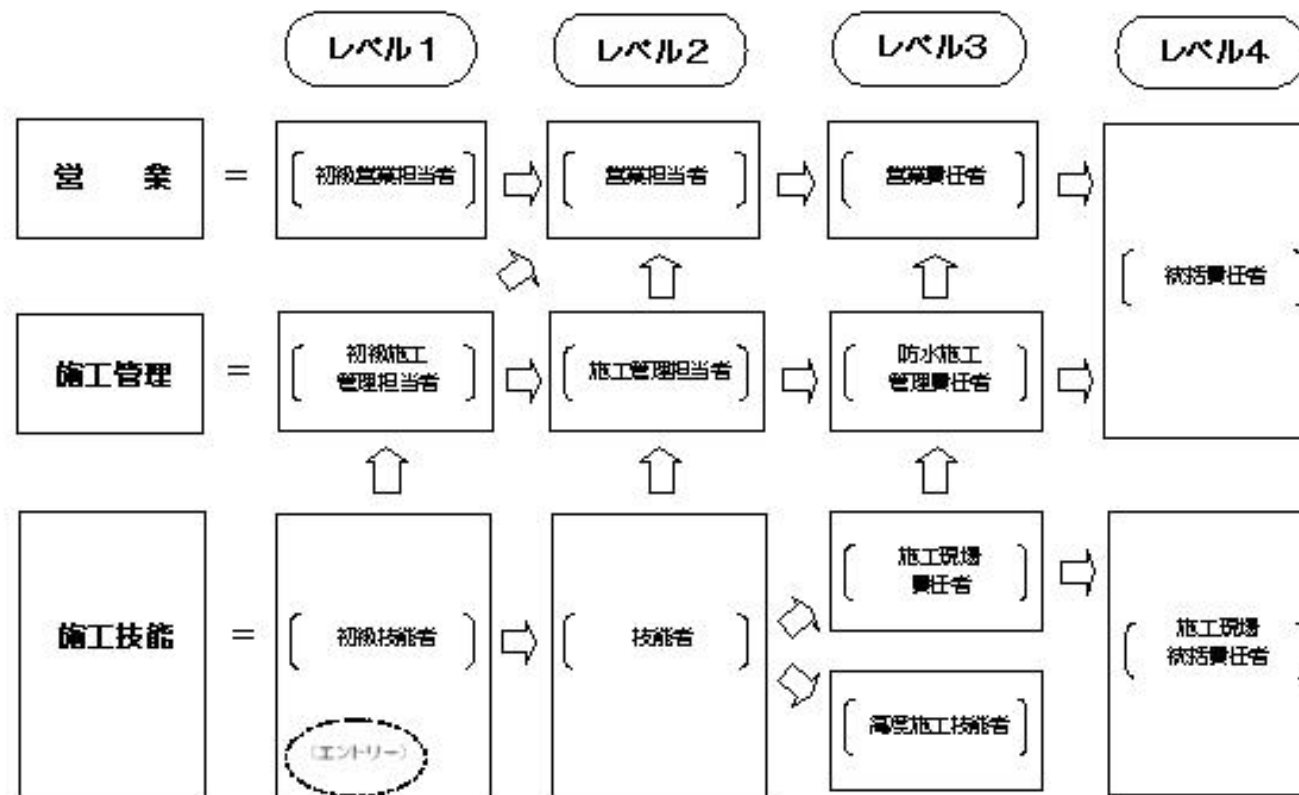 レベル1
レベル2
レベル3
レベル4
営　業
=
初級営業担当者
営業担当者
営業責任者
統括責任者
施工管理
=
初級施工
管理担当者
施工管理担当者
防水施工
管理責任者
施工技能
=
初級技能者
(エントリー)
技能者
施工現場
責任者
高度施工技能者
施工現場
統括責任者